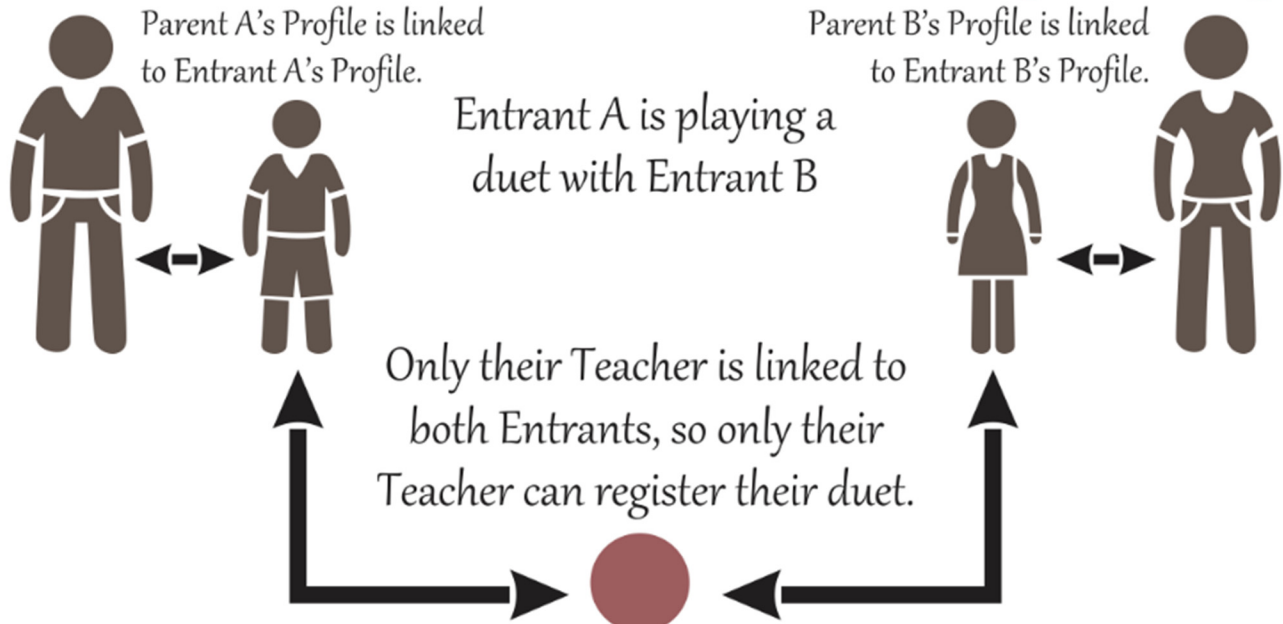 Parent A's Profile is linked
to Entrant A's Profile.
Parent B's Profile is linked
to Entrant B's Profile.
Entrant A is playing a
duet with Entrant B
Only their Teacher is linked to
both Entrants, so only their
Teacher can register their duet.